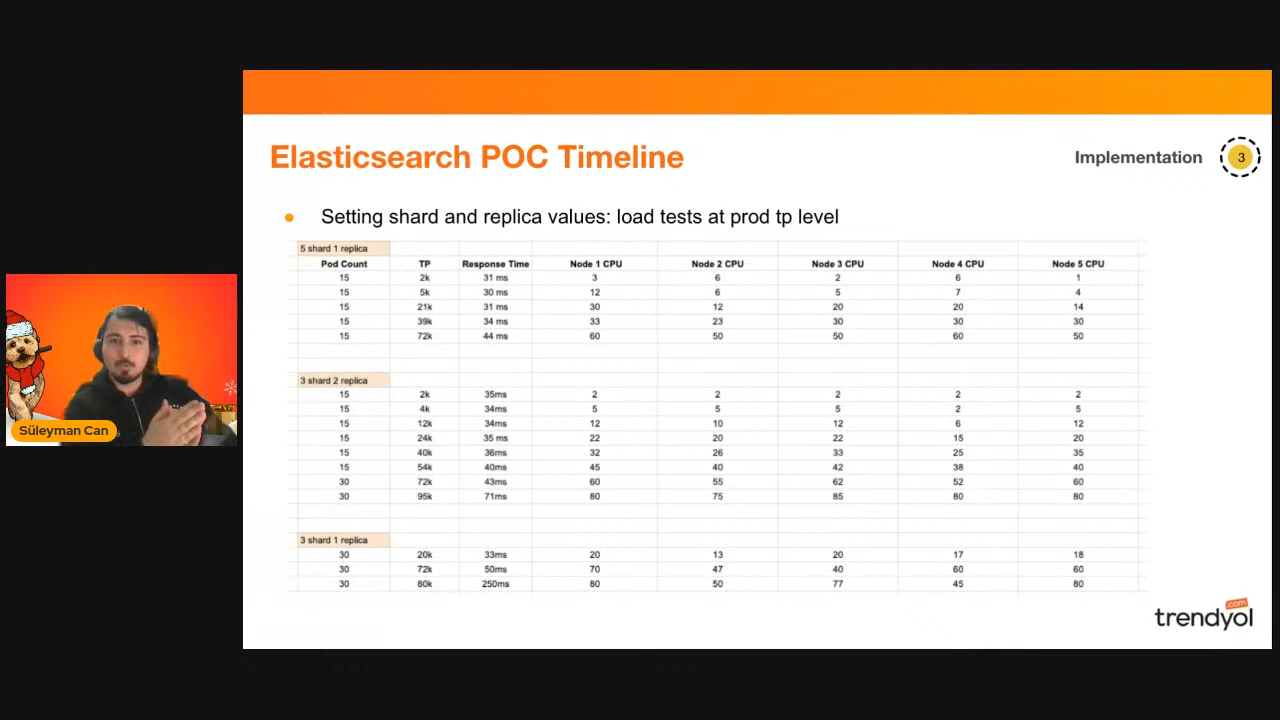 Elasticsearch POC Timeline
Implementation 3
● Setting shard and replica values: load tests at prod tp level
5 shard 1 replica
Pod Count TP Response Time Node 1 CPU Node 2 CPU Node 3 CPU Node 4 CPU Node 5 CPU
15 2k 31 ms 3 6 2 6 1
15 5k 30 ms 12 6 5 7 4
15 21k 31 ms 30 12 20 20 14
15 39k 34 ms 33 23 30 30 30
15 72k 44 ms 60 50 50 60 50
3 shard 2 replica
15 2k 35ms 2 2 2 2 2
15 4k 34ms 5 5 5 2 5
15 12k 34ms 12 10 12 6 12
15 24k 35 ms 22 20 22 15 20
15 40k 36ms 32 26 33 25 35
15 54k 40ms 45 40 42 38 40
30 72k 43ms 60 55 62 52 60
30 95k 71ms 80 75 85 80 80
3 shard 1 replica
30 20k 33ms 20 13 20 17 18
30 72k 50ms 70 47 40 60 60
30 80k 250ms 80 50 77 45 80
Süleyman Can
.com
trendyol